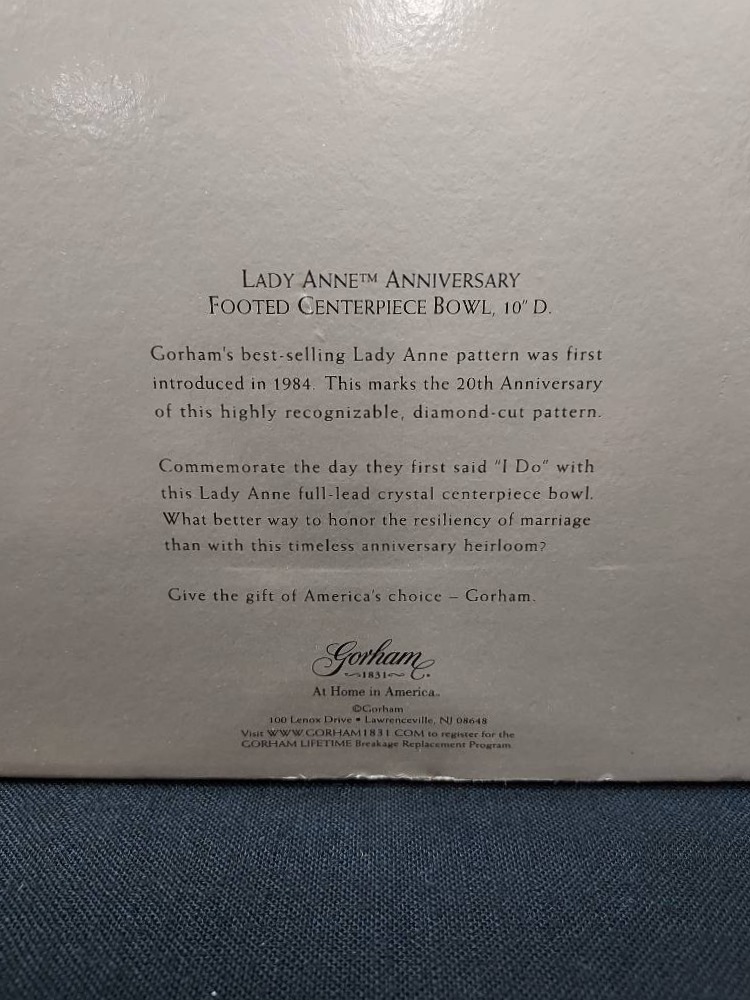 LADY ANNE™ ANNIVERSARY
FOOTED CENTERPIECE BOWL, 10" D.
Gorham's best-selling Lady Anne pattern was first
introduced in 1984. This marks the 20th Anniversary
of this highly recognizable, diamond-cut pattern.
Commemorate the day they first said "I Do" with
this Lady Anne full-lead crystal centerpiece bowl.
What better way to honor the resiliency of marriage
than with this timeless anniversary heirloom?
Give the gift of America's choice – Gorham.
Gorham
1831
At Home in America.
©Gorham
100 Lenox Drive • Lawrenceville, NJ 08648
Visit WWW.GORHAM1831.COM to register for the
GORHAM LIFETIME Breakage Replacement Program.